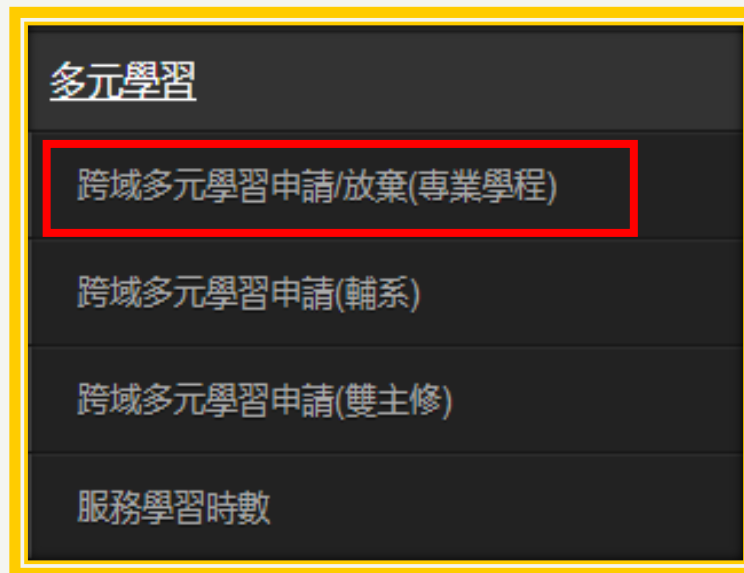 多元學習
跨域多元學習申請/放棄(專業學程)
跨域多元學習申請(輔系)
跨域多元學習申請(雙主修)
服務學習時數